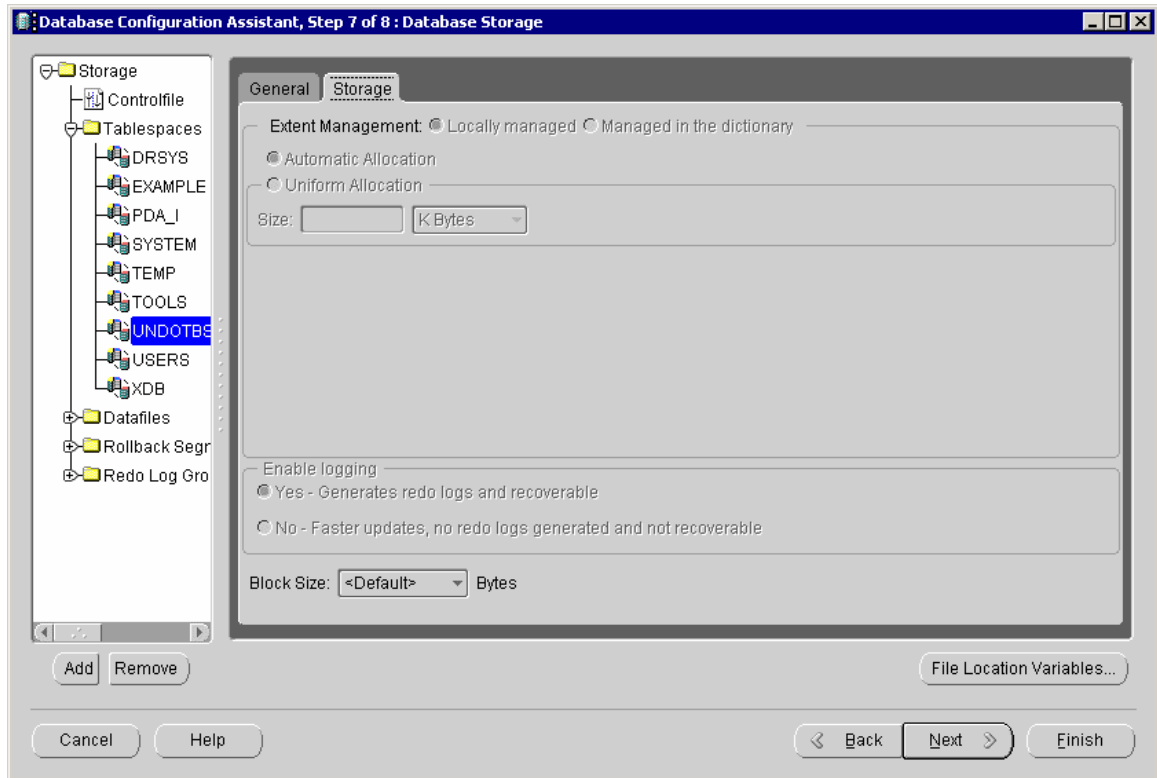 Database Configuration Assistant, Step 7 of 8 : Database Storage
Storage
Controlfile
Tablespaces
DRSYS
EXAMPLE
PDA_I
SYSTEM
TEMP
TOOLS
UNDOTBS
USERS
XDB
Datafiles
Rollback Segr
Redo Log Gro
General Storage
Extent Management: Locally managed Managed in the dictionary
Automatic Allocation
Uniform Allocation
Size: K Bytes
Enable logging
Yes - Generates redo logs and recoverable
No - Faster updates, no redo logs generated and not recoverable
Block Size: <Default> Bytes
Add Remove File Location Variables...
Cancel Help Back Next Finish